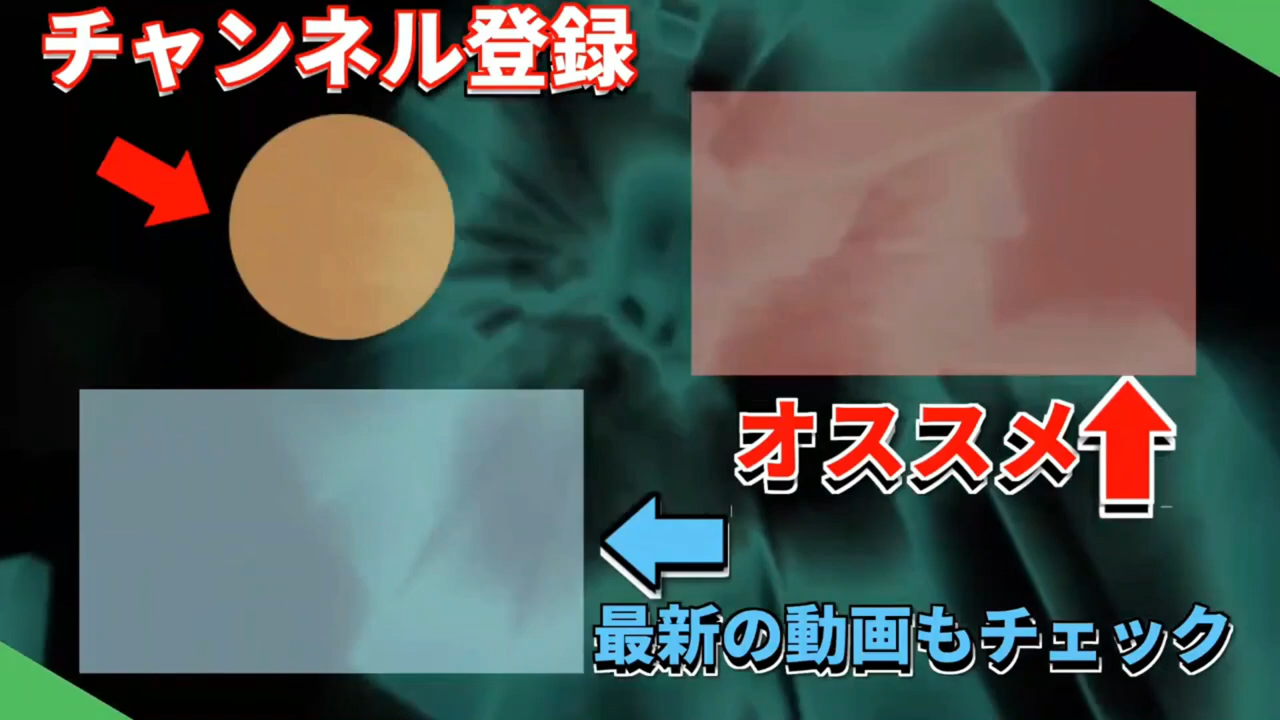 チャンネル登録
オススメ
最新の動画もチェック